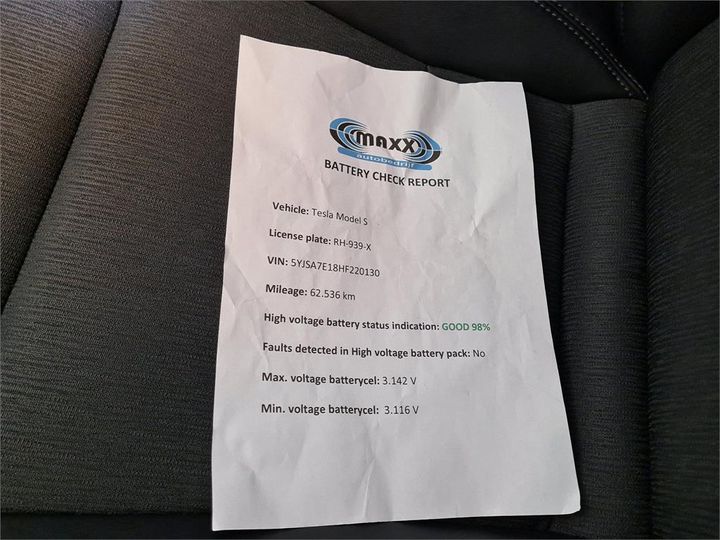 maxx
autobedrijf
BATTERY CHECK REPORT
Vehicle: Tesla Model S
License plate: RH-939-X
VIN: 5YJSA7E18HF220130
Mileage: 62.536 km
High voltage battery status indication: GOOD 98%
Faults detected in High voltage battery pack: No
Max. voltage batterycel: 3.142 V
Min. voltage batterycel: 3.116 V